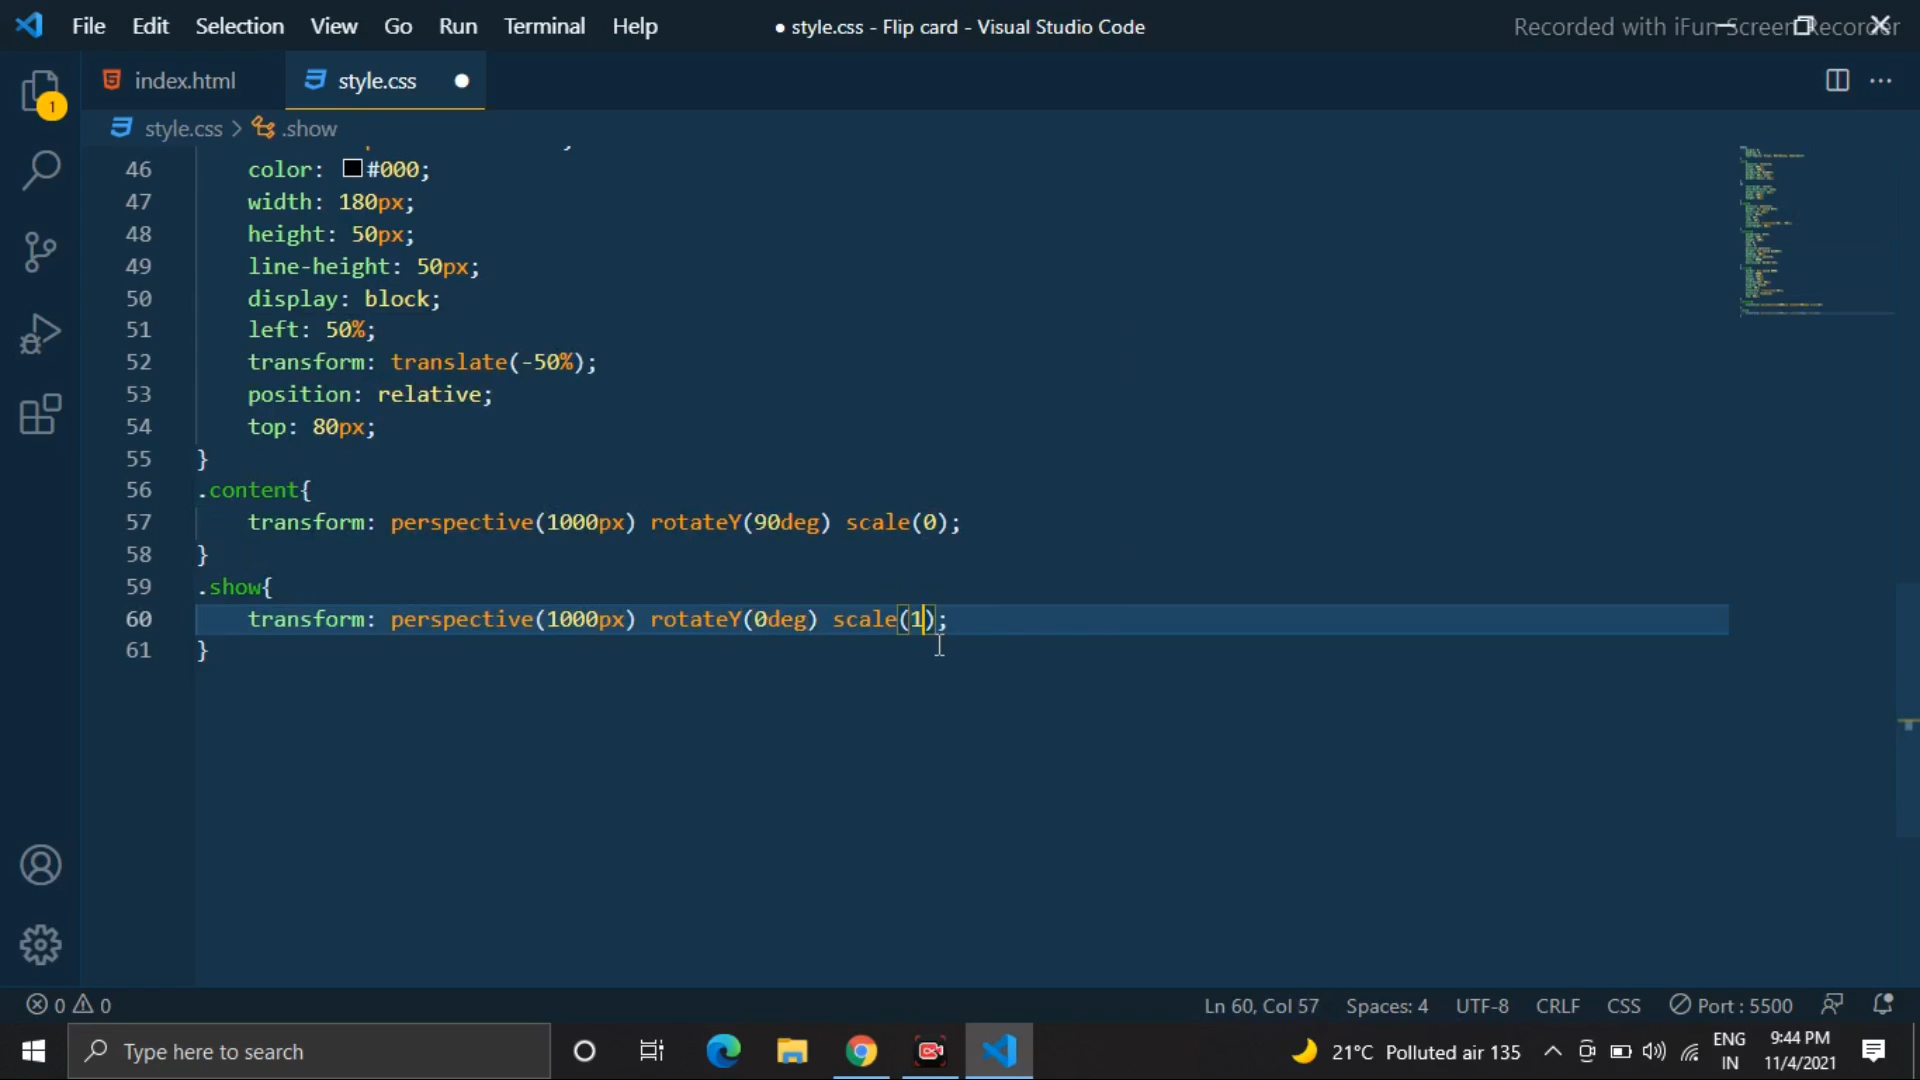 File Edit Selection View Go Run Terminal Help ● style.css - Flip card - Visual Studio Code Recorded with iFun Screen Recorder
index.html style.css
style.css > .show
46 color: #000;
47 width: 180px;
48 height: 50px;
49 line-height: 50px;
50 display: block;
51 left: 50%;
52 transform: translate(-50%);
53 position: relative;
54 top: 80px;
55 }
56 .content{
57 transform: perspective(1000px) rotateY(90deg) scale(0);
58 }
59 .show{
60 transform: perspective(1000px) rotateY(0deg) scale(1);
61 }
1
0 0 Ln 60, Col 57 Spaces: 4 UTF-8 CRLF CSS Port : 5500
Type here to search 21°C Polluted air 135 ENG 9:44 PM
IN 11/4/2021